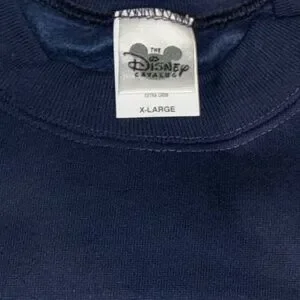 THE
DISNEY
CATALOG
X-LARGE